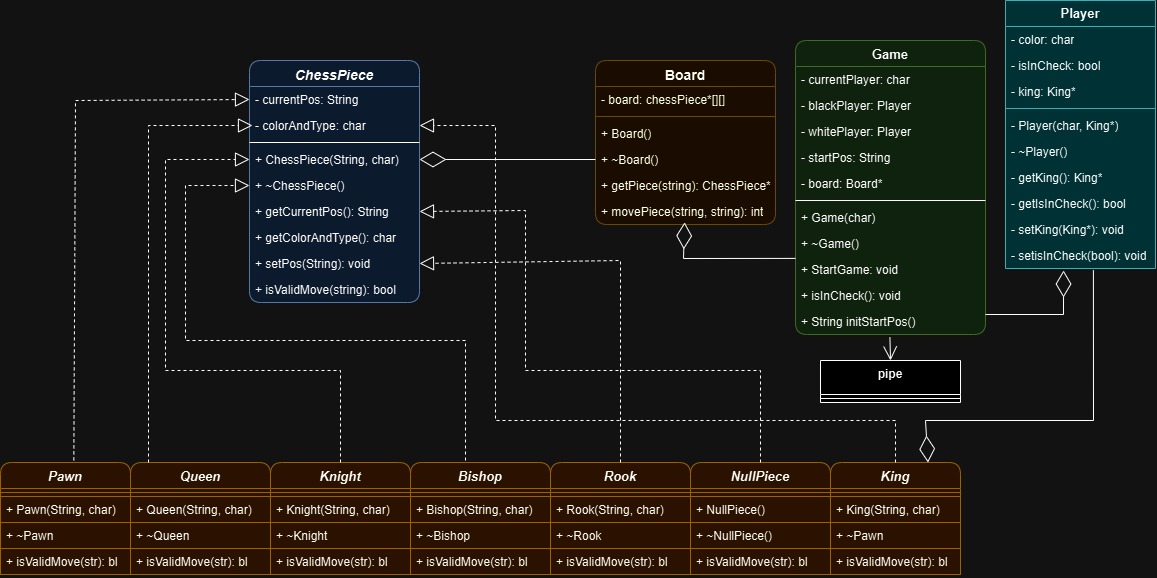 ChessPiece
- currentPos: String
- colorAndType: char
+ ChessPiece(String, char)
+ ~ChessPiece()
+ getCurrentPos(): String
+ getColorAndType(): char
+ setPos(String): void
+ isValidMove(string): bool
Board
- board: chessPiece*[][]
+ Board()
+ ~Board()
+ getPiece(string): ChessPiece*
+ movePiece(string, string): int
Game
- currentPlayer: char
- blackPlayer: Player
- whitePlayer: Player
- startPos: String
- board: Board*
+ Game(char)
+ ~Game()
+ StartGame: void
+ isInCheck(): void
+ String initStartPos()
Player
- color: char
- isInCheck: bool
- king: King*
- Player(char, King*)
- ~Player()
- getKing(): King*
- getIsInCheck(): bool
- setKing(King*): void
- setisInCheck(bool): void
pipe
Pawn
+ Pawn(String, char)
+ ~Pawn
+ isValidMove(str): bl
Queen
+ Queen(String, char)
+ ~Queen
+ isValidMove(str): bl
Knight
+ Knight(String, char)
+ ~Knight
+ isValidMove(str): bl
Bishop
+ Bishop(String, char)
+ ~Bishop
+ isValidMove(str): bl
Rook
+ Rook(String, char)
+ ~Rook
+ isValidMove(str): bl
NullPiece
+ NullPiece()
+ ~NullPiece()
+ isValidMove(str): bl
King
+ King(String, char)
+ ~Pawn
+ isValidMove(str): bl